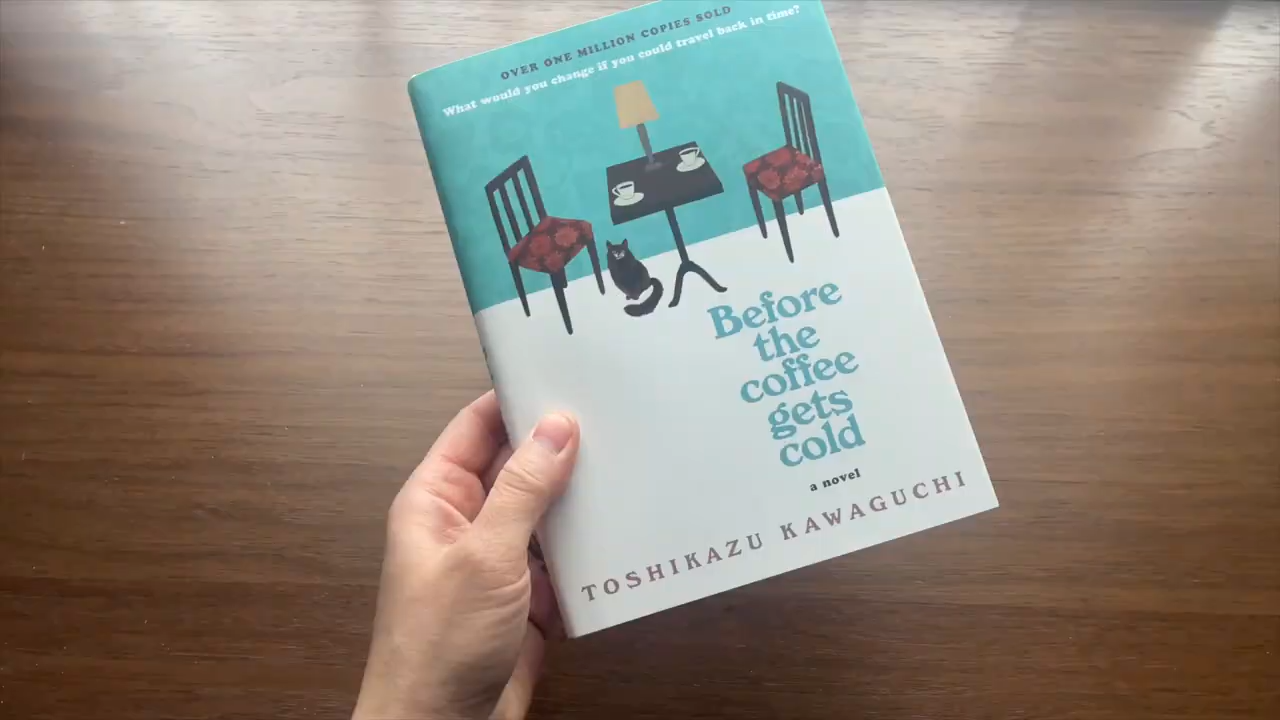 OVER ONE MILLION COPIES SOLD
What would you change if you could travel back in time?
Before
the
coffee
gets
cold
a novel
TOSHIKAZU KAWAGUCHI